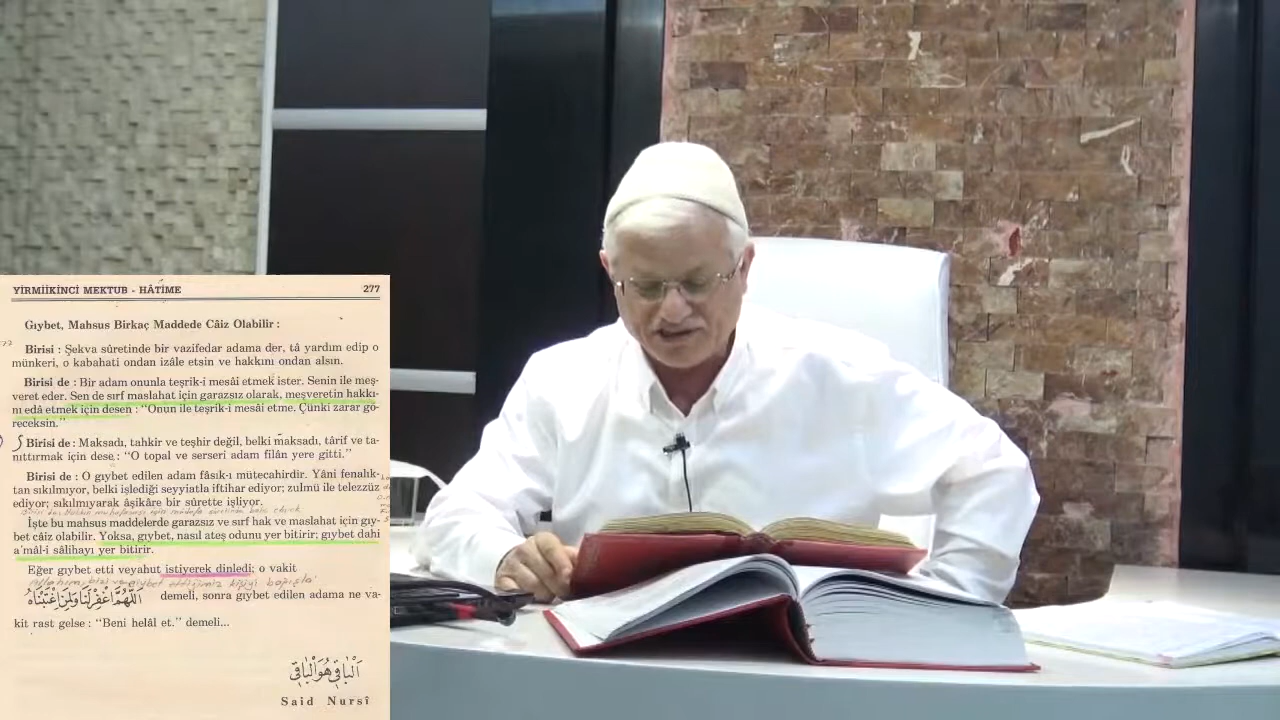 YİRMİİKİNCİ MEKTUB - HÂTİME 277
Gıybet, Mahsus Birkaç Maddede Câiz Olabilir :
Birisi : Şekva sûretinde bir vazifedar adama der, tâ yardım edip o
münkeri, o kabahati ondan izâle etsin ve hakkını ondan alsın.
Birisi de : Bir adam onunla teşrik-i mesâi etmek ister. Senin ile meş-
veret eder. Sen de sırf maslahat için garazsız olarak, meşveretin hakkı-
nı edâ etmek için desen : "Onun ile teşrik-i mesâi etme. Çünki zarar gö-
receksin."
Birisi de : Maksadı, tahkir ve teşhir değil, belki maksadı, târif ve ta-
nıttırmak için dese : "O topal ve serseri adam filân yere gitti."
Birisi de : O gıybet edilen adam fâsık-ı mütecahirdir. Yâni fenalık-
tan sıkılmıyor, belki işlediği seyyiatla iftihar ediyor; zulmü ile telezzüz
ediyor; sıkılmıyarak âşikâre bir sûrette işliyor.
İşte bu mahsus maddelerde garazsız ve sırf hak ve maslahat için gıy-
bet câiz olabilir. Yoksa, gıybet, nasıl ateş odunu yer bitirir; gıybet dahi
a'mâl-i sâlihayı yer bitirir.
Eğer gıybet etti veyahut istiyerek dinledi; o vakit
اَللّٰهُمَّ اغْفِرْلَنَا وَلِمَنِ اغْتَبْنَاهُ demeli, sonra gıybet edilen adama ne va-
kit rast gelse : "Beni helâl et." demeli...
اَلْبَاقِي هُوَ الْبَاقِي
Said Nursî